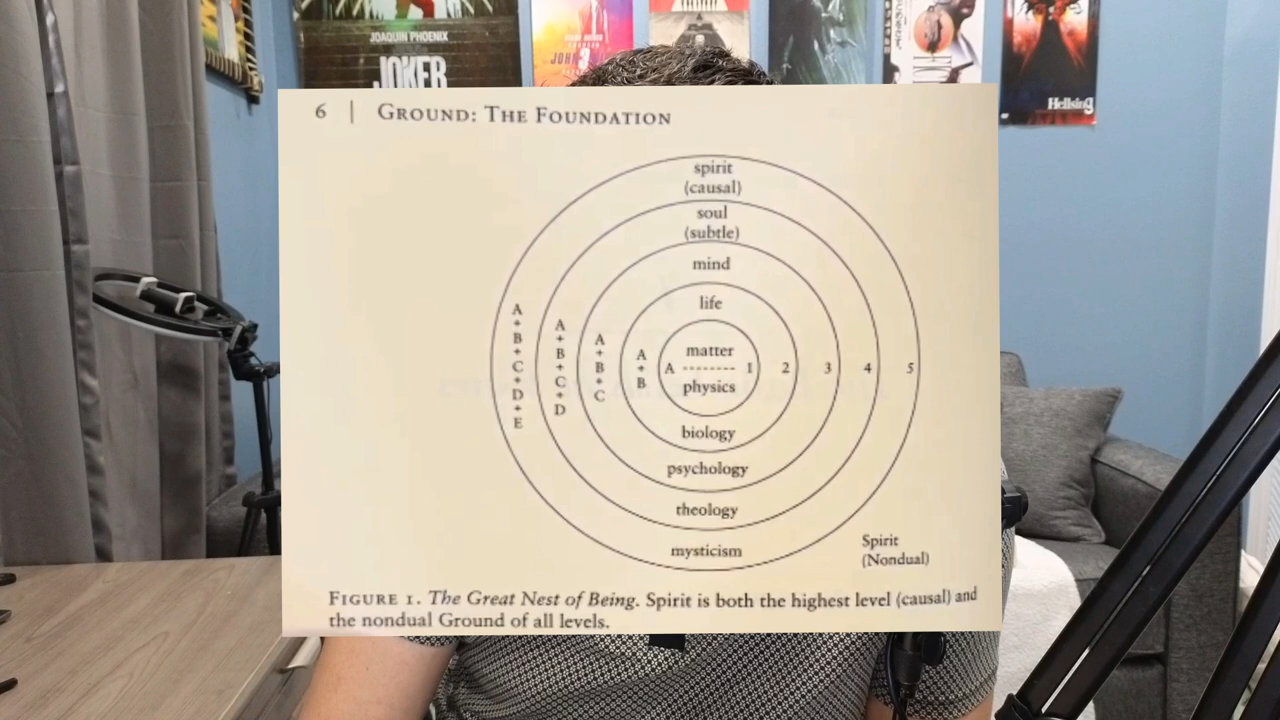 JOAQUIN PHOENIX
JOKER
JOHN
3
Hellsing
6 | GROUND: THE FOUNDATION
spirit
(causal)
soul
(subtle)
mind
life
matter
physics
biology
psychology
theology
mysticism
A
+
B
+
C
+
D
+
E
A
+
B
+
C
+
D
A
+
B
+
C
A
+
B
A -------- 1
2
3
4
5
Spirit
(Nondual)
FIGURE 1. The Great Nest of Being. Spirit is both the highest level (causal) and
the nondual Ground of all levels.